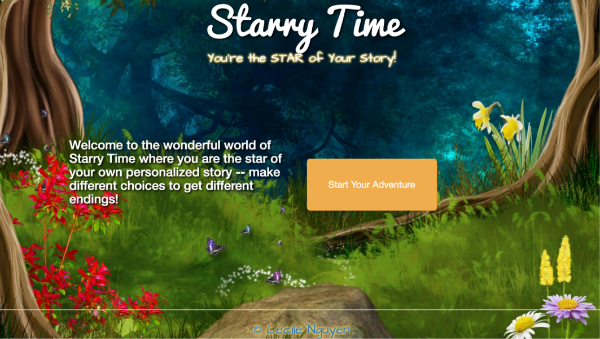 Starry Time
You're the STAR of Your Story!
Welcome to the wonderful world of
Starry Time where you are the star of
your own personalized story -- make
different choices to get different
endings!
Start Your Adventure
© Cecile Nguyen